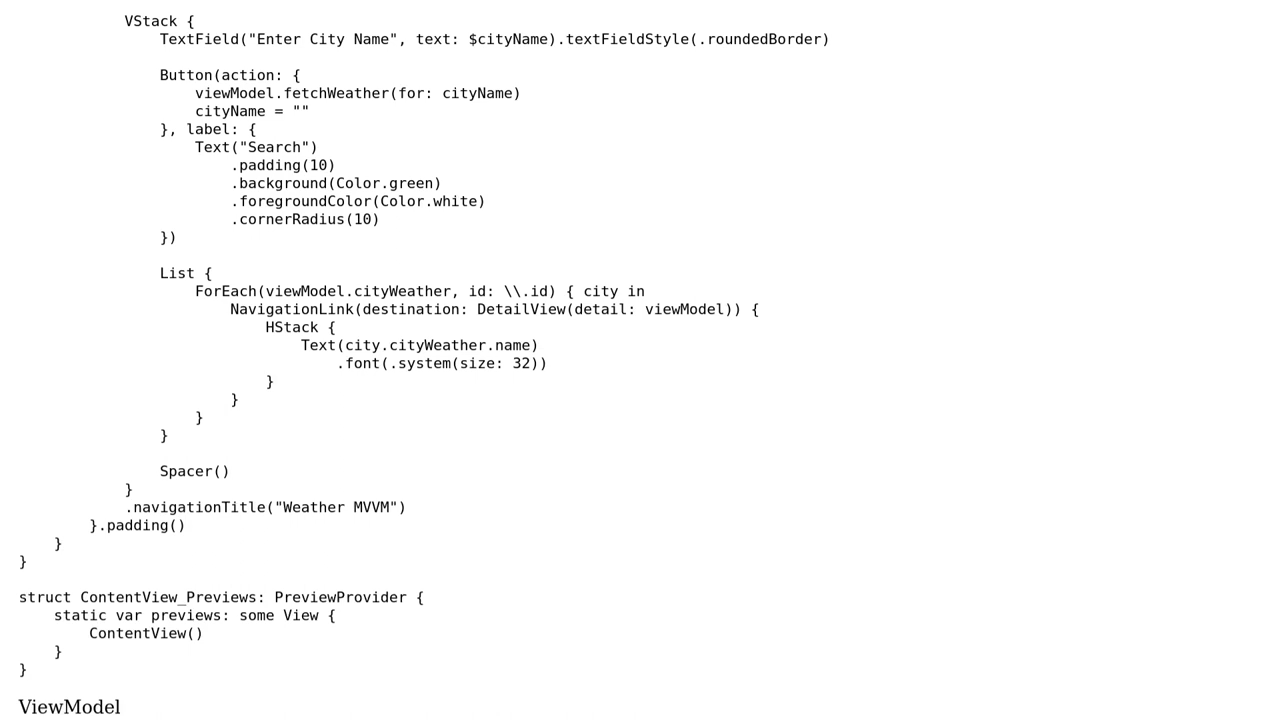 VStack {
TextField("Enter City Name", text: $cityName).textFieldStyle(.roundedBorder)
Button(action: {
viewModel.fetchWeather(for: cityName)
cityName = ""
}, label: {
Text("Search")
.padding(10)
.background(Color.green)
.foregroundColor(Color.white)
.cornerRadius(10)
})
List {
ForEach(viewModel.cityWeather, id: \\.id) { city in
NavigationLink(destination: DetailView(detail: viewModel)) {
HStack {
Text(city.cityWeather.name)
.font(.system(size: 32))
}
}
}
}
Spacer()
}
.navigationTitle("Weather MVVM")
}.padding()
}
}
struct ContentView_Previews: PreviewProvider {
static var previews: some View {
ContentView()
}
}
ViewModel